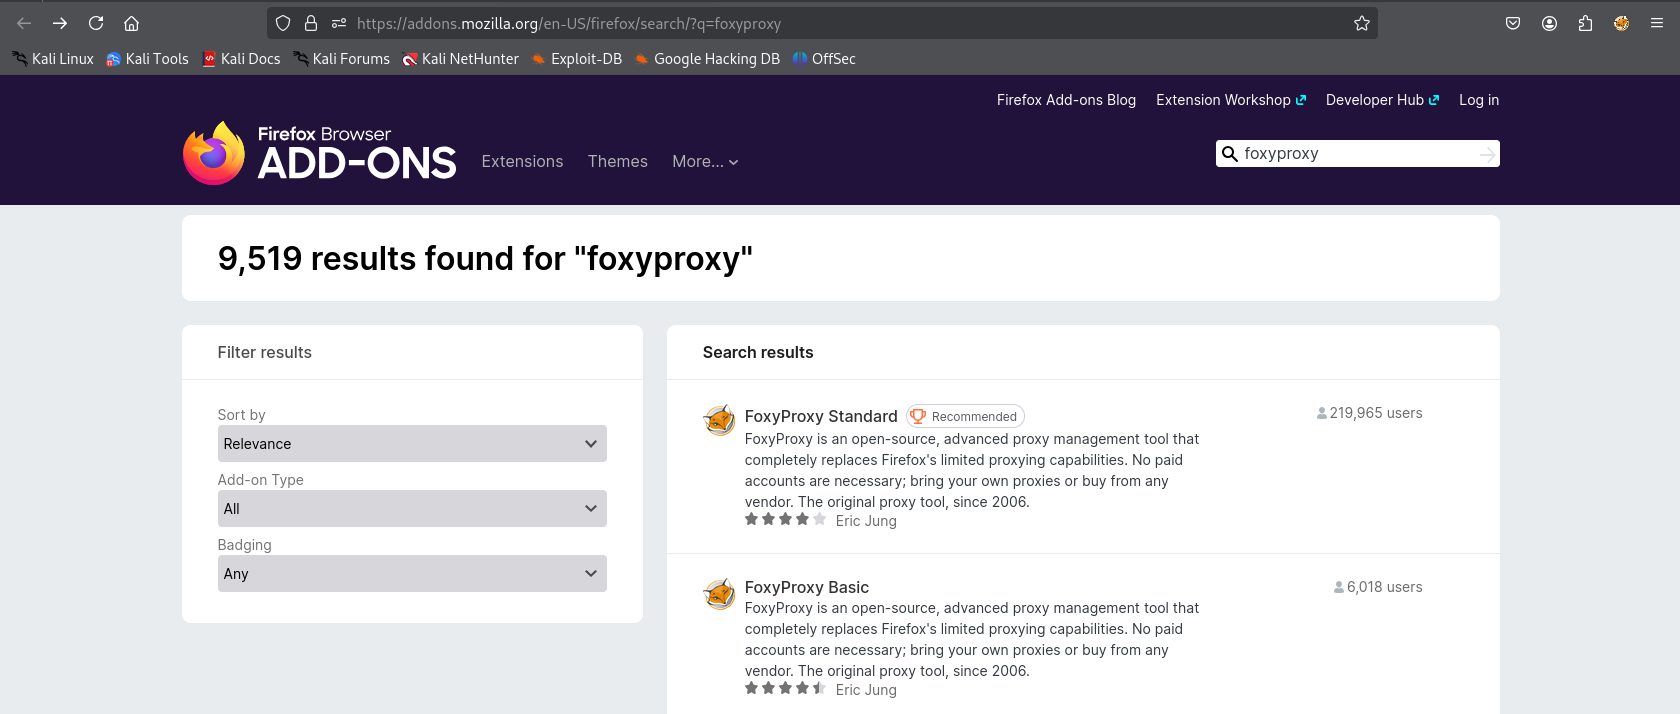 https://addons.mozilla.org/en-US/firefox/search/?q=foxyproxy
Kali Linux Kali Tools Kali Docs Kali Forums Kali NetHunter Exploit-DB Google Hacking DB OffSec
Firefox Add-ons Blog Extension Workshop Developer Hub Log in
Firefox Browser
ADD-ONS
Extensions Themes More...
foxyproxy
9,519 results found for "foxyproxy"
Filter results
Sort by
Relevance
Add-on Type
All
Badging
Any
Search results
FoxyProxy Standard Recommended 219,965 users
FoxyProxy is an open-source, advanced proxy management tool that
completely replaces Firefox's limited proxying capabilities. No paid
accounts are necessary; bring your own proxies or buy from any
vendor. The original proxy tool, since 2006.
Eric Jung
FoxyProxy Basic 6,018 users
FoxyProxy is an open-source, advanced proxy management tool that
completely replaces Firefox's limited proxying capabilities. No paid
accounts are necessary; bring your own proxies or buy from any
vendor. The original proxy tool, since 2006.
Eric Jung